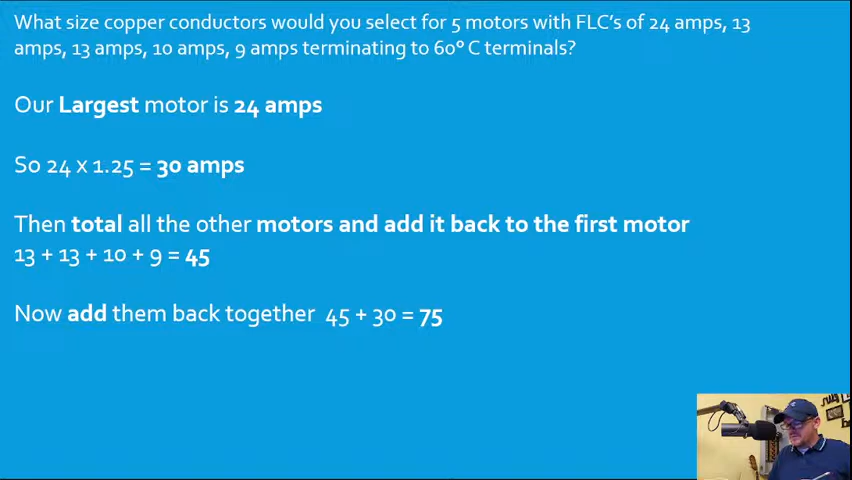 What size copper conductors would you select for 5 motors with FLC's of 24 amps, 13
amps, 13 amps, 10 amps, 9 amps terminating to 60° C terminals?
Our Largest motor is 24 amps
So 24 x 1.25 = 30 amps
Then total all the other motors and add it back to the first motor
13 + 13 + 10 + 9 = 45
Now add them back together 45 + 30 = 75